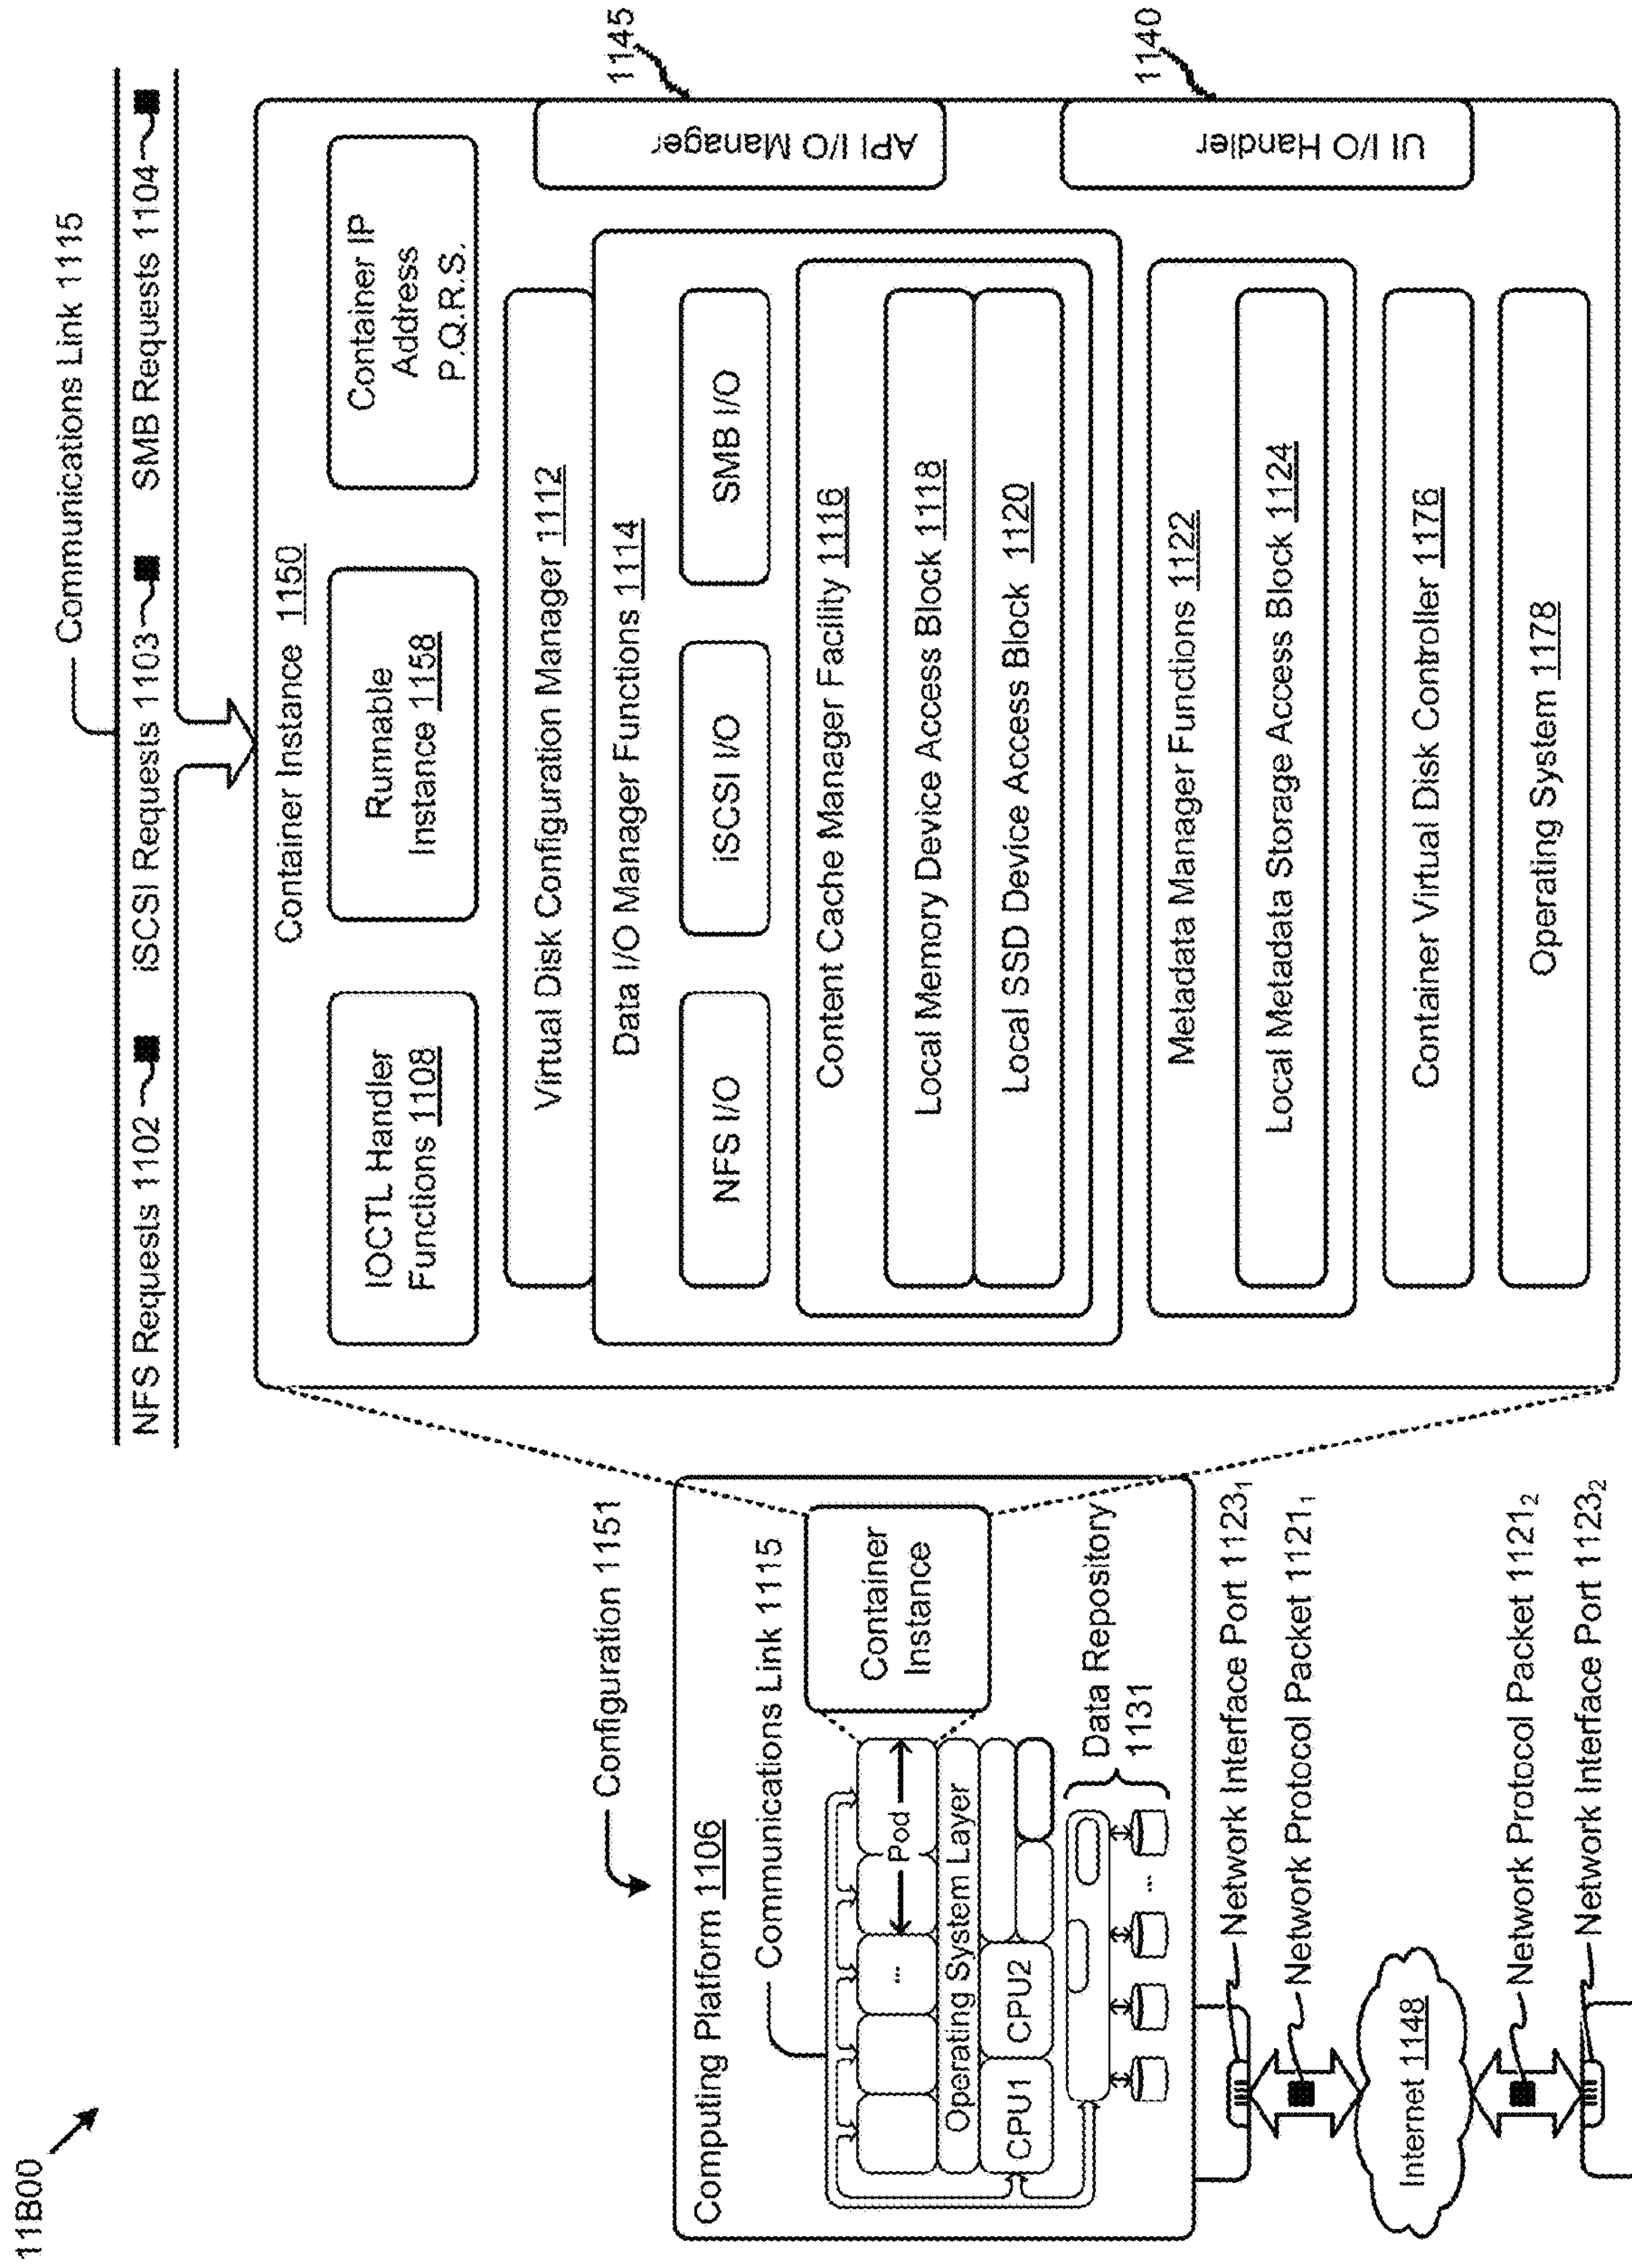 11B00
Communications Link 1115
NFS Requests 1102
iSCSI Requests 1103
SMB Requests 1104
Configuration 1151
Computing Platform 1106
Communications Link 1115
...
Pod
Operating System Layer
CPU1
CPU2
Container
Instance
Data Repository
1131
...
Network Interface Port 1123₁
Network Protocol Packet 1121₁
Internet 1148
Network Protocol Packet 1121₂
Network Interface Port 1123₂
Container Instance 1150
IOCTL Handler
Functions 1108
Runnable
Instance 1158
Container IP
Address
P.Q.R.S.
Virtual Disk Configuration Manager 1112
Data I/O Manager Functions 1114
NFS I/O
iSCSI I/O
SMB I/O
Content Cache Manager Facility 1116
Local Memory Device Access Block 1118
Local SSD Device Access Block 1120
Metadata Manager Functions 1122
Local Metadata Storage Access Block 1124
Container Virtual Disk Controller 1176
Operating System 1178
API I/O Manager
1145
UI I/O Handler
1140